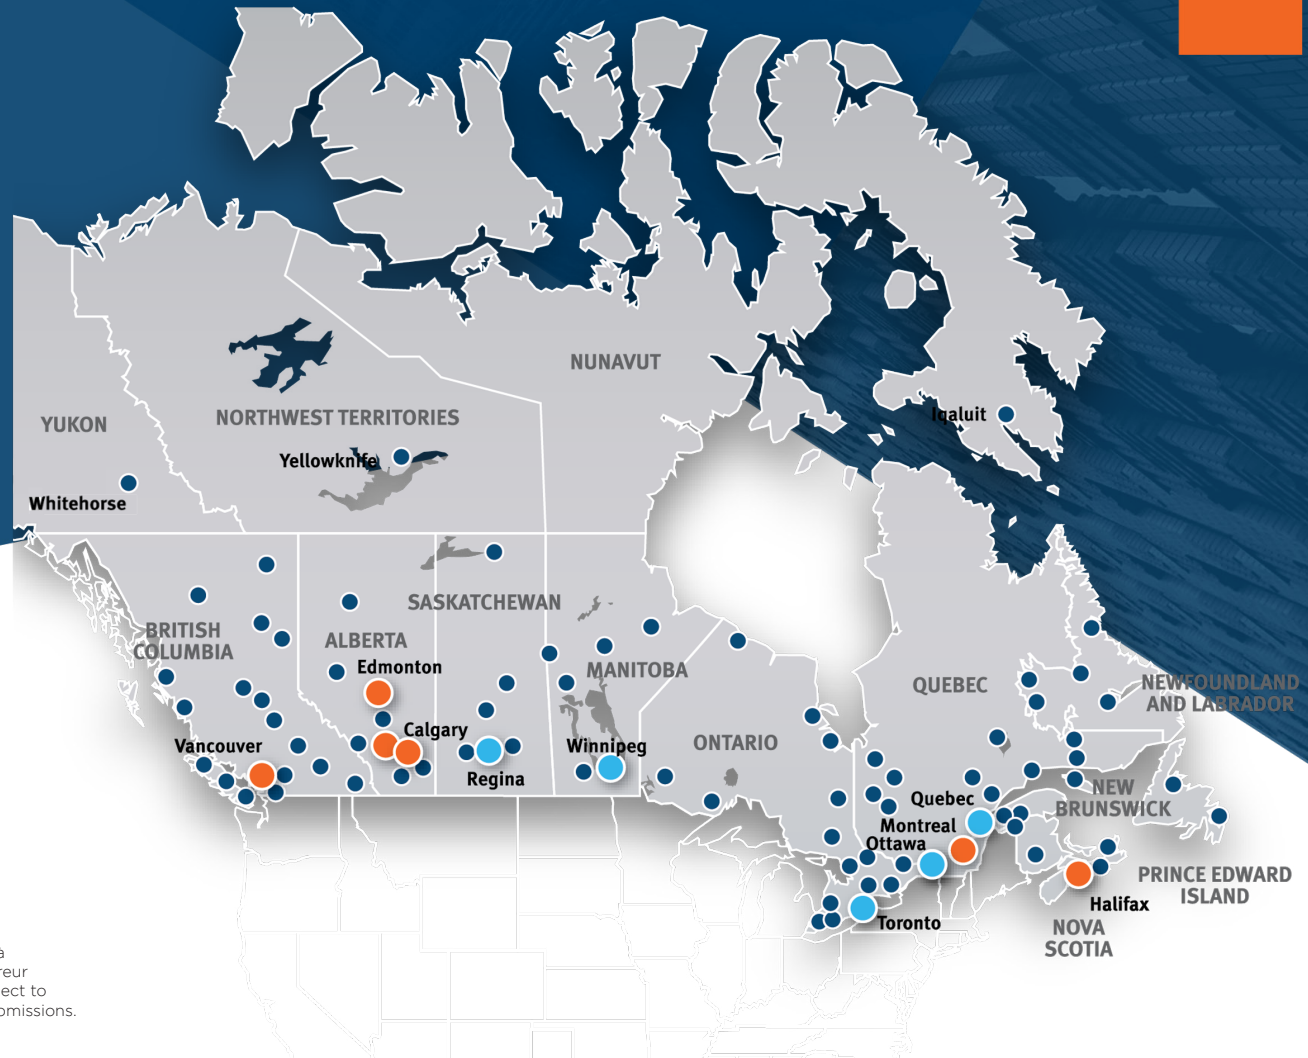 NUNAVUT
YUKON
NORTHWEST TERRITORIES
Iqaluit
Yellowknife
Whitehorse
SASKATCHEWAN
BRITISH
COLUMBIA
ALBERTA
Edmonton
MANITOBA
QUEBEC
NEWFOUNDLAND
AND LABRADOR
Calgary
Vancouver
Winnipeg
ONTARIO
Regina
NEW
BRUNSWICK
Quebec
Montreal
Ottawa
PRINCE EDWARD
ISLAND
Halifax
Toronto
NOVA
SCOTIA
à
reur
ect to
omissions.